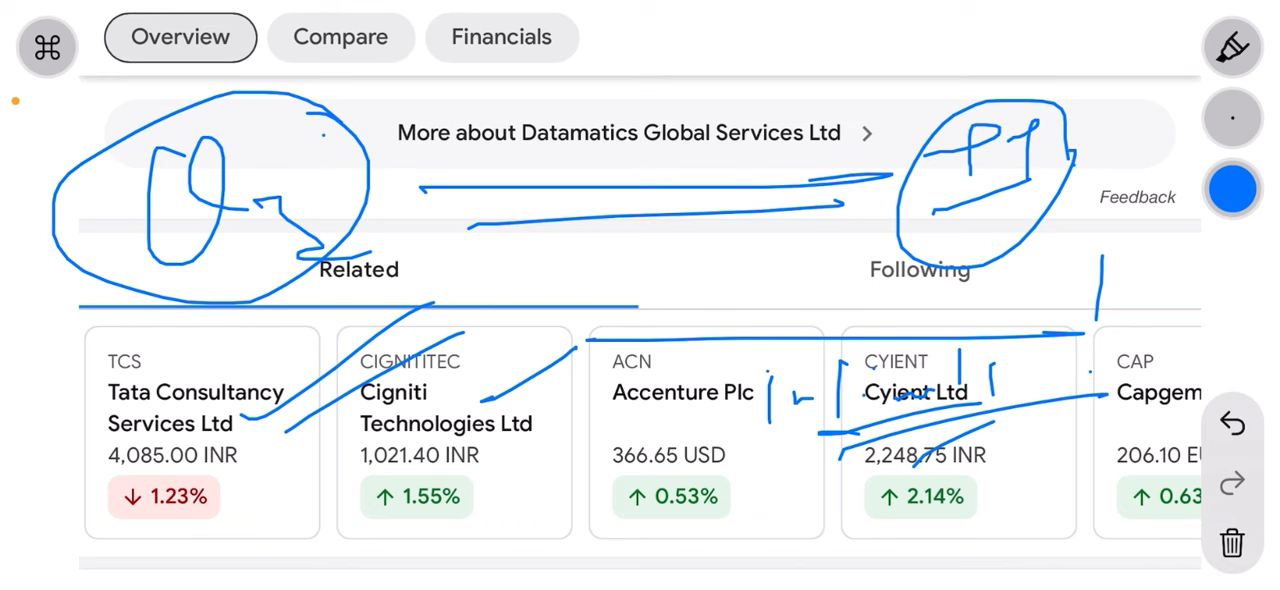 Overview Compare Financials
More about Datamatics Global Services Ltd
Feedback
Related Following
TCS
Tata Consultancy
Services Ltd
4,085.00 INR
↓ 1.23%
CIGNITITEC
Cigniti
Technologies Ltd
1,021.40 INR
↑ 1.55%
ACN
Accenture Plc
366.65 USD
↑ 0.53%
CYIENT
Cyient Ltd
2,248.75 INR
↑ 2.14%
CAP
Capgem
206.10 EU
↑ 0.63